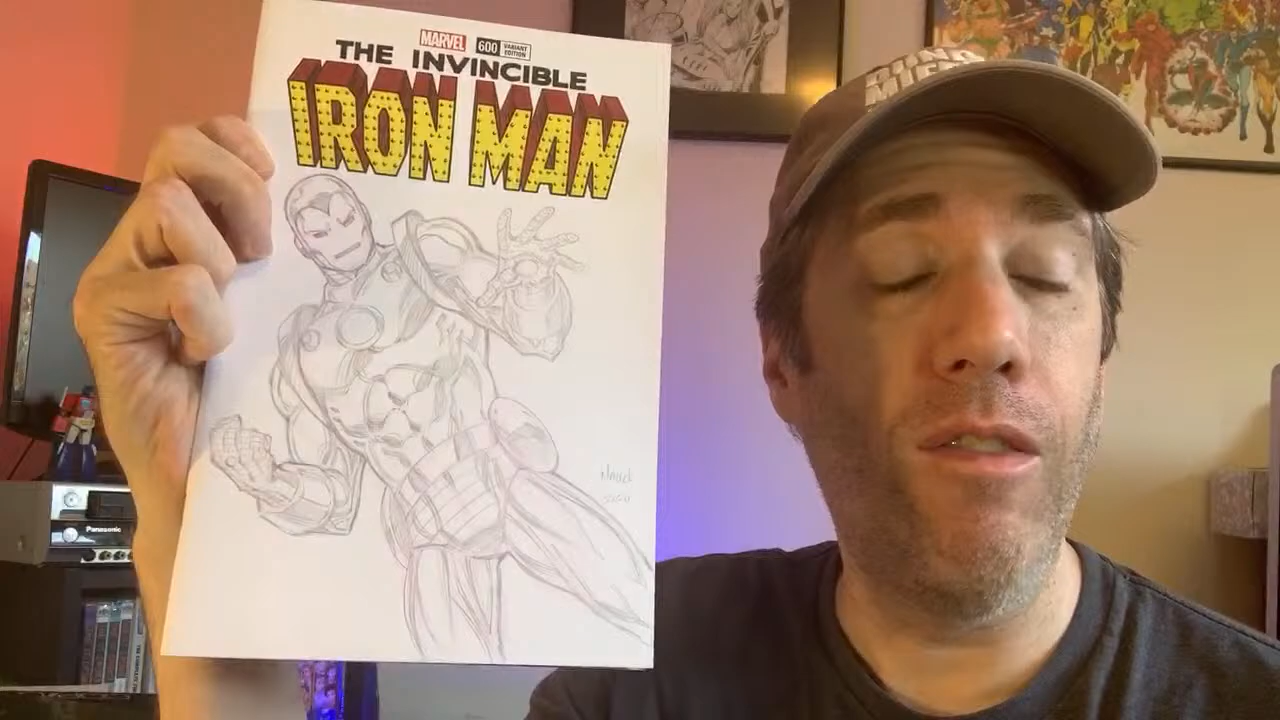 MARVEL
600
VARIANT
EDITION
THE INVINCIBLE
IRON MAN
Panasonic